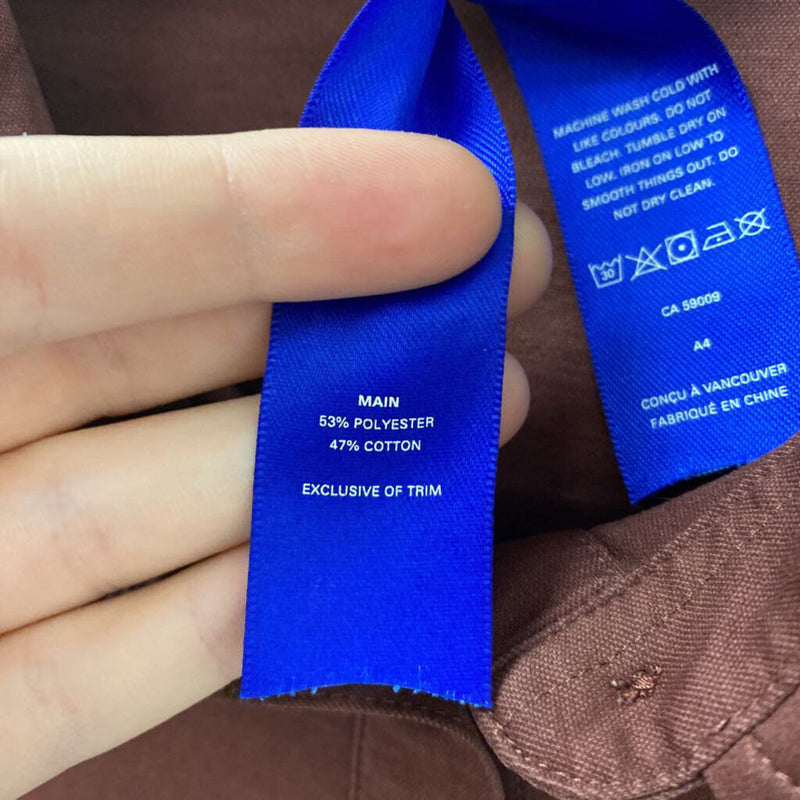 MAIN
53% POLYESTER
47% COTTON
EXCLUSIVE OF TRIM
MACHINE WASH COLD WITH
LIKE COLOURS. DO NOT
BLEACH. TUMBLE DRY ON
LOW. IRON ON LOW TO
SMOOTH THINGS OUT. DO
NOT DRY CLEAN.
30
CA 59009
A4
CONÇU À VANCOUVER
FABRIQUÉ EN CHINE